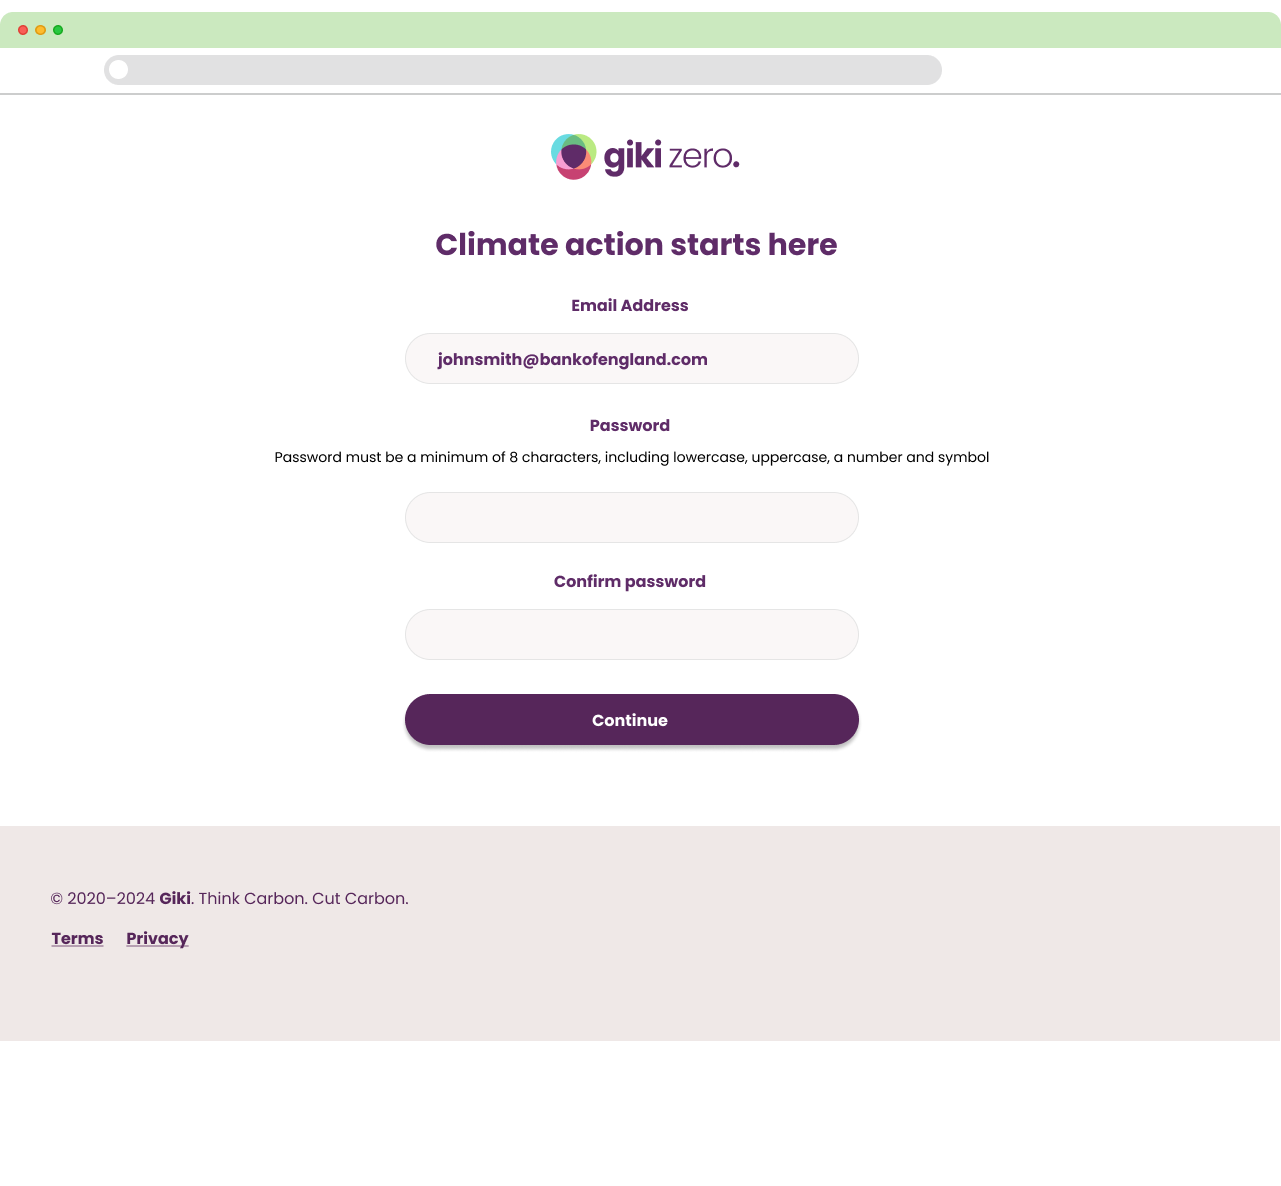 giki zero.
Climate action starts here
Email Address
johnsmith@bankofengland.com
Password
Password must be a minimum of 8 characters, including lowercase, uppercase, a number and symbol
Confirm password
Continue
© 2020–2024 Giki. Think Carbon. Cut Carbon.
Terms Privacy